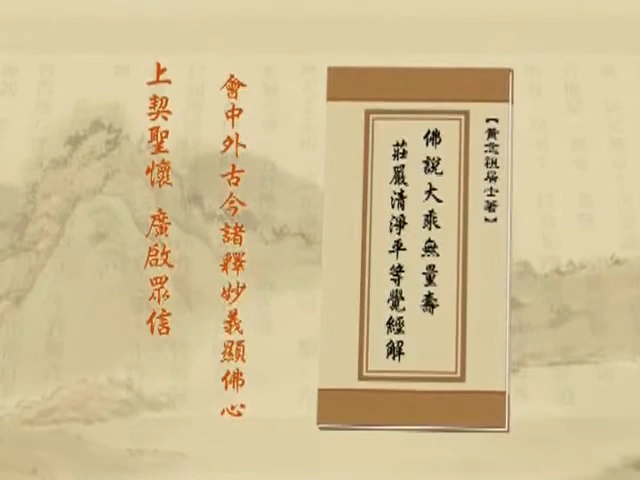 【黃念祖居士著】
佛說大乘無量壽
莊嚴清淨平等覺經解
會中外古今諸釋妙義顯佛心
上契聖懷 廣啟眾信